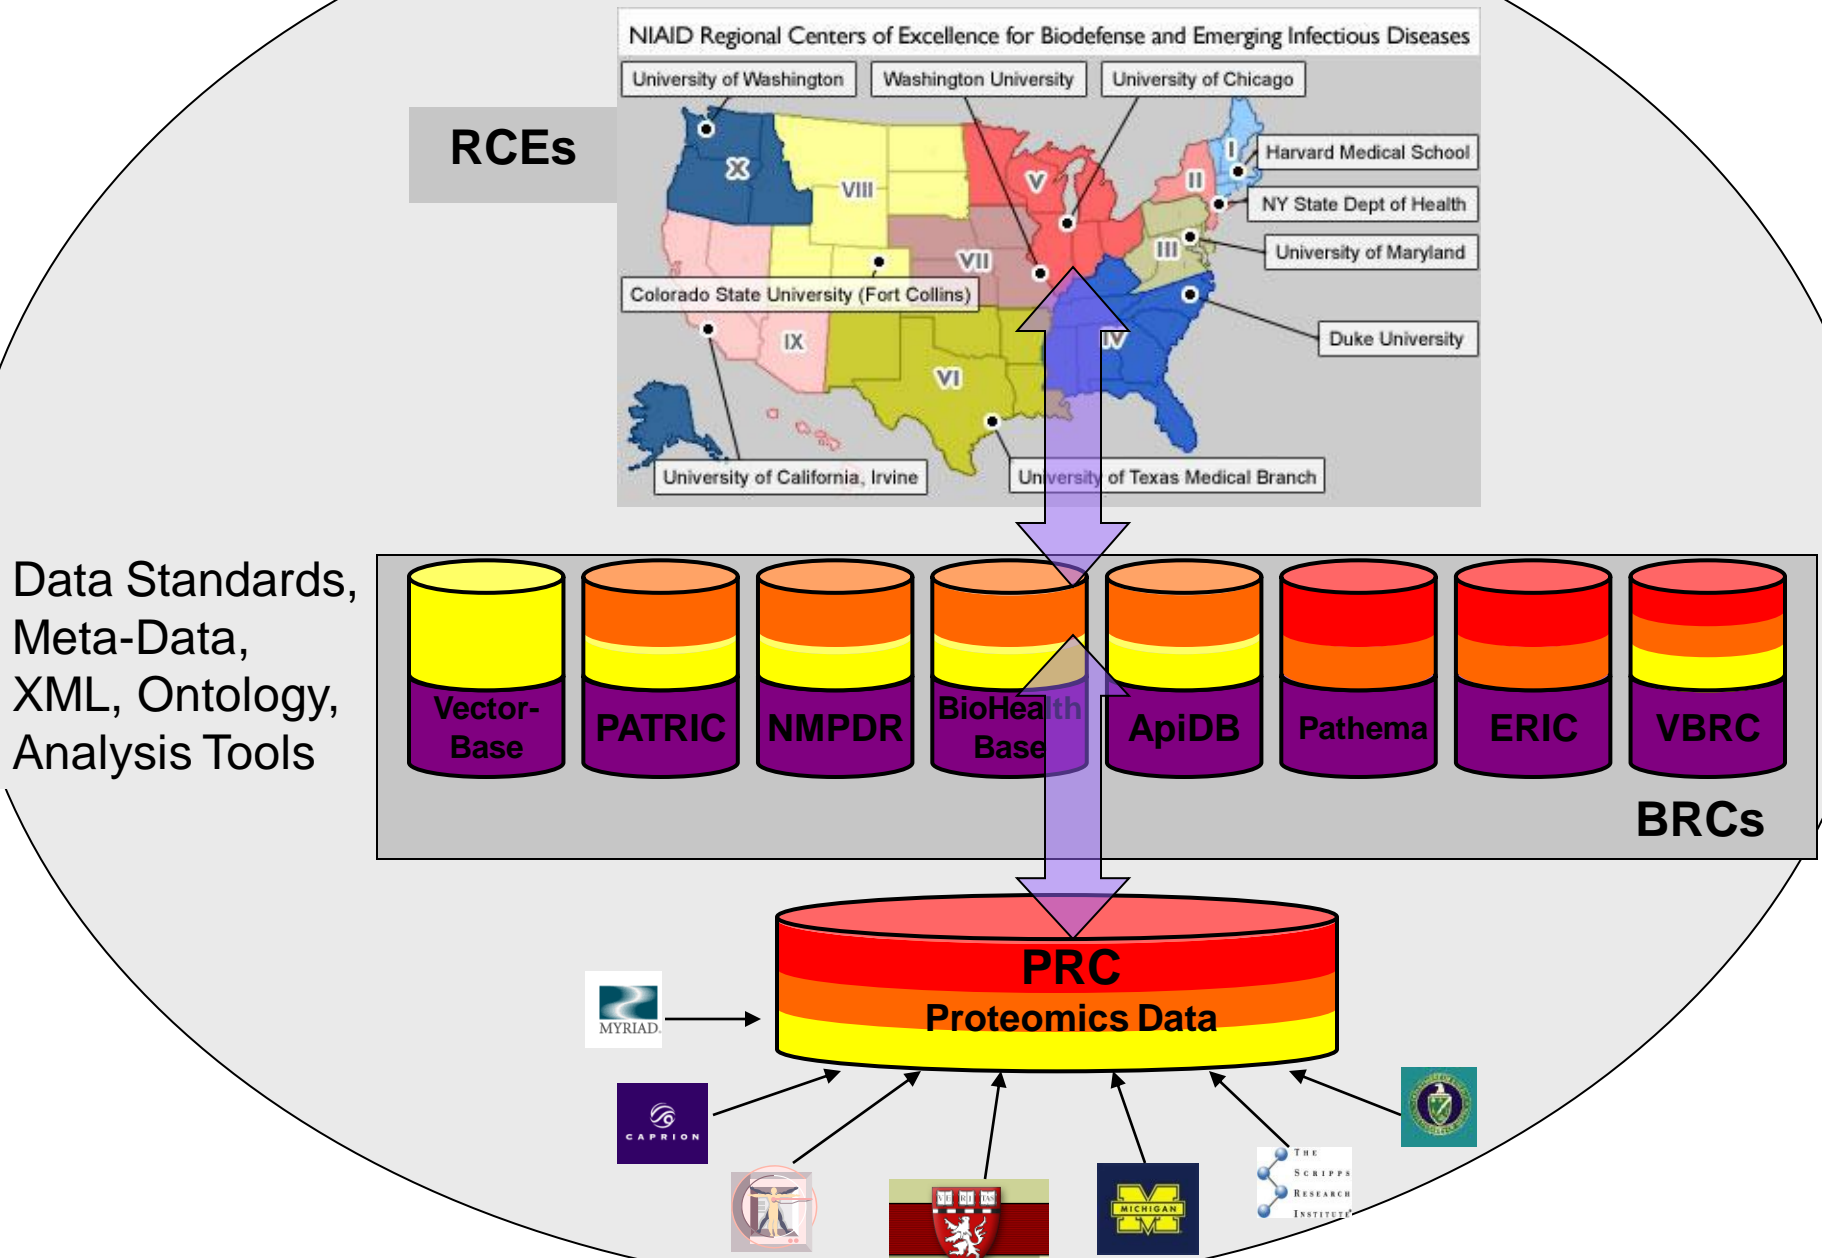 NIAID Regional Centers of Excellence for Biodefense and Emerging Infectious Diseases
University of Washington
Washington University
University of Chicago
RCEs
Harvard Medical School
NY State Dept of Health
University of Maryland
Duke University
Colorado State University (Fort Collins)
University of California, Irvine
University of Texas Medical Branch
X
VIII
V
I
II
III
VII
IX
VI
IV
Data Standards,
Meta-Data,
XML, Ontology,
Analysis Tools
Vector-
Base
PATRIC
NMPDR
BioHealth
Base
ApiDB
Pathema
ERIC
VBRC
BRCs
PRC
Proteomics Data
MYRIAD.
CAPRION
VE RI TAS
MICHIGAN
THE
SCRIPPS
RESEARCH
INSTITUTE